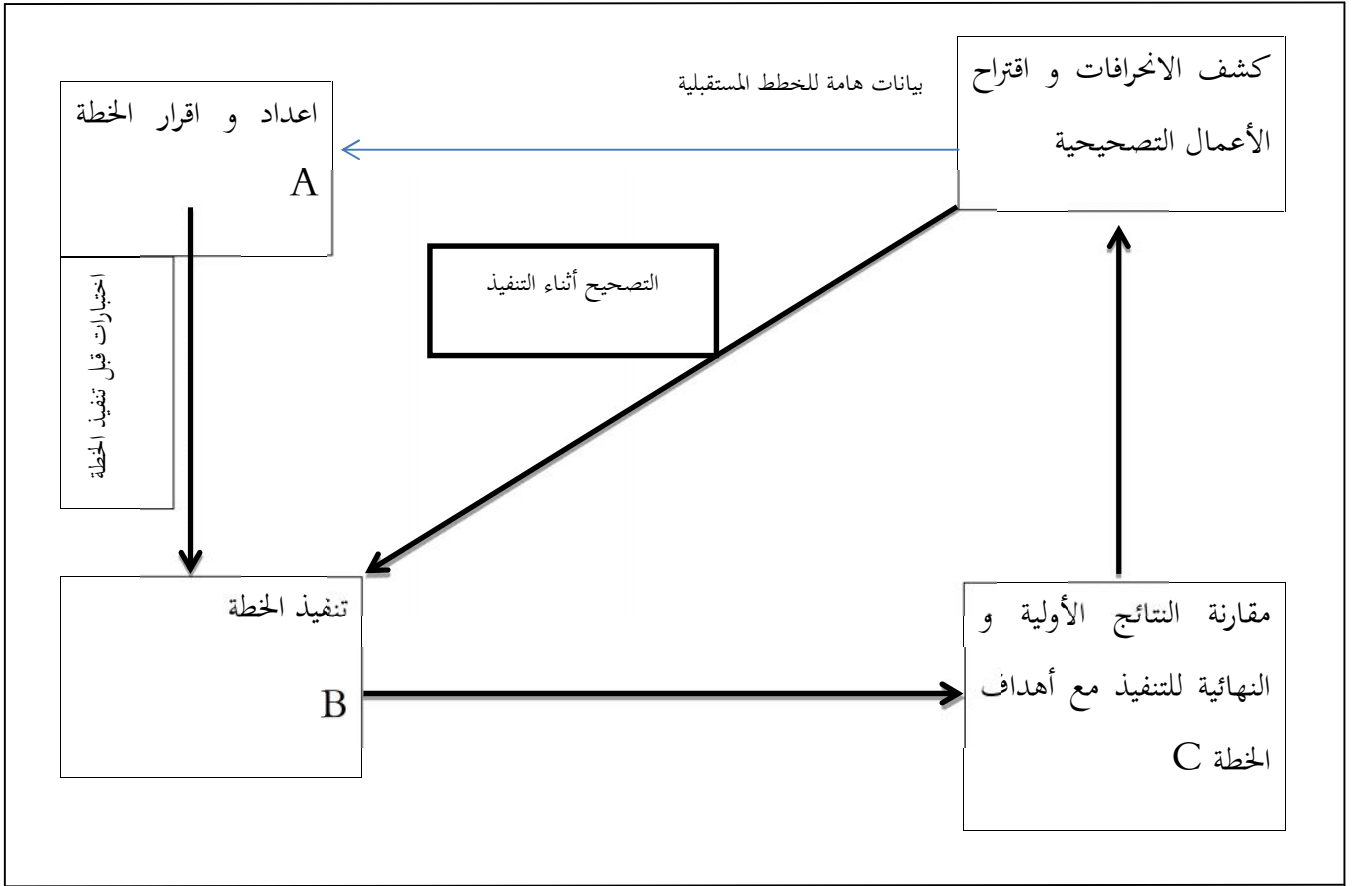 كشف الانحرافات و اقتراح
الأعمال التصحيحية
بيانات هامة للخطط المستقبلية
اعداد و اقرار الخطة
A
اختبارات قبل تنفيذ الخطة
التصحيح أثناء التنفيذ
تنفيذ الخطة
B
مقارنة النتائج الأولية و
النهائية للتنفيذ مع أهداف
الخطة C